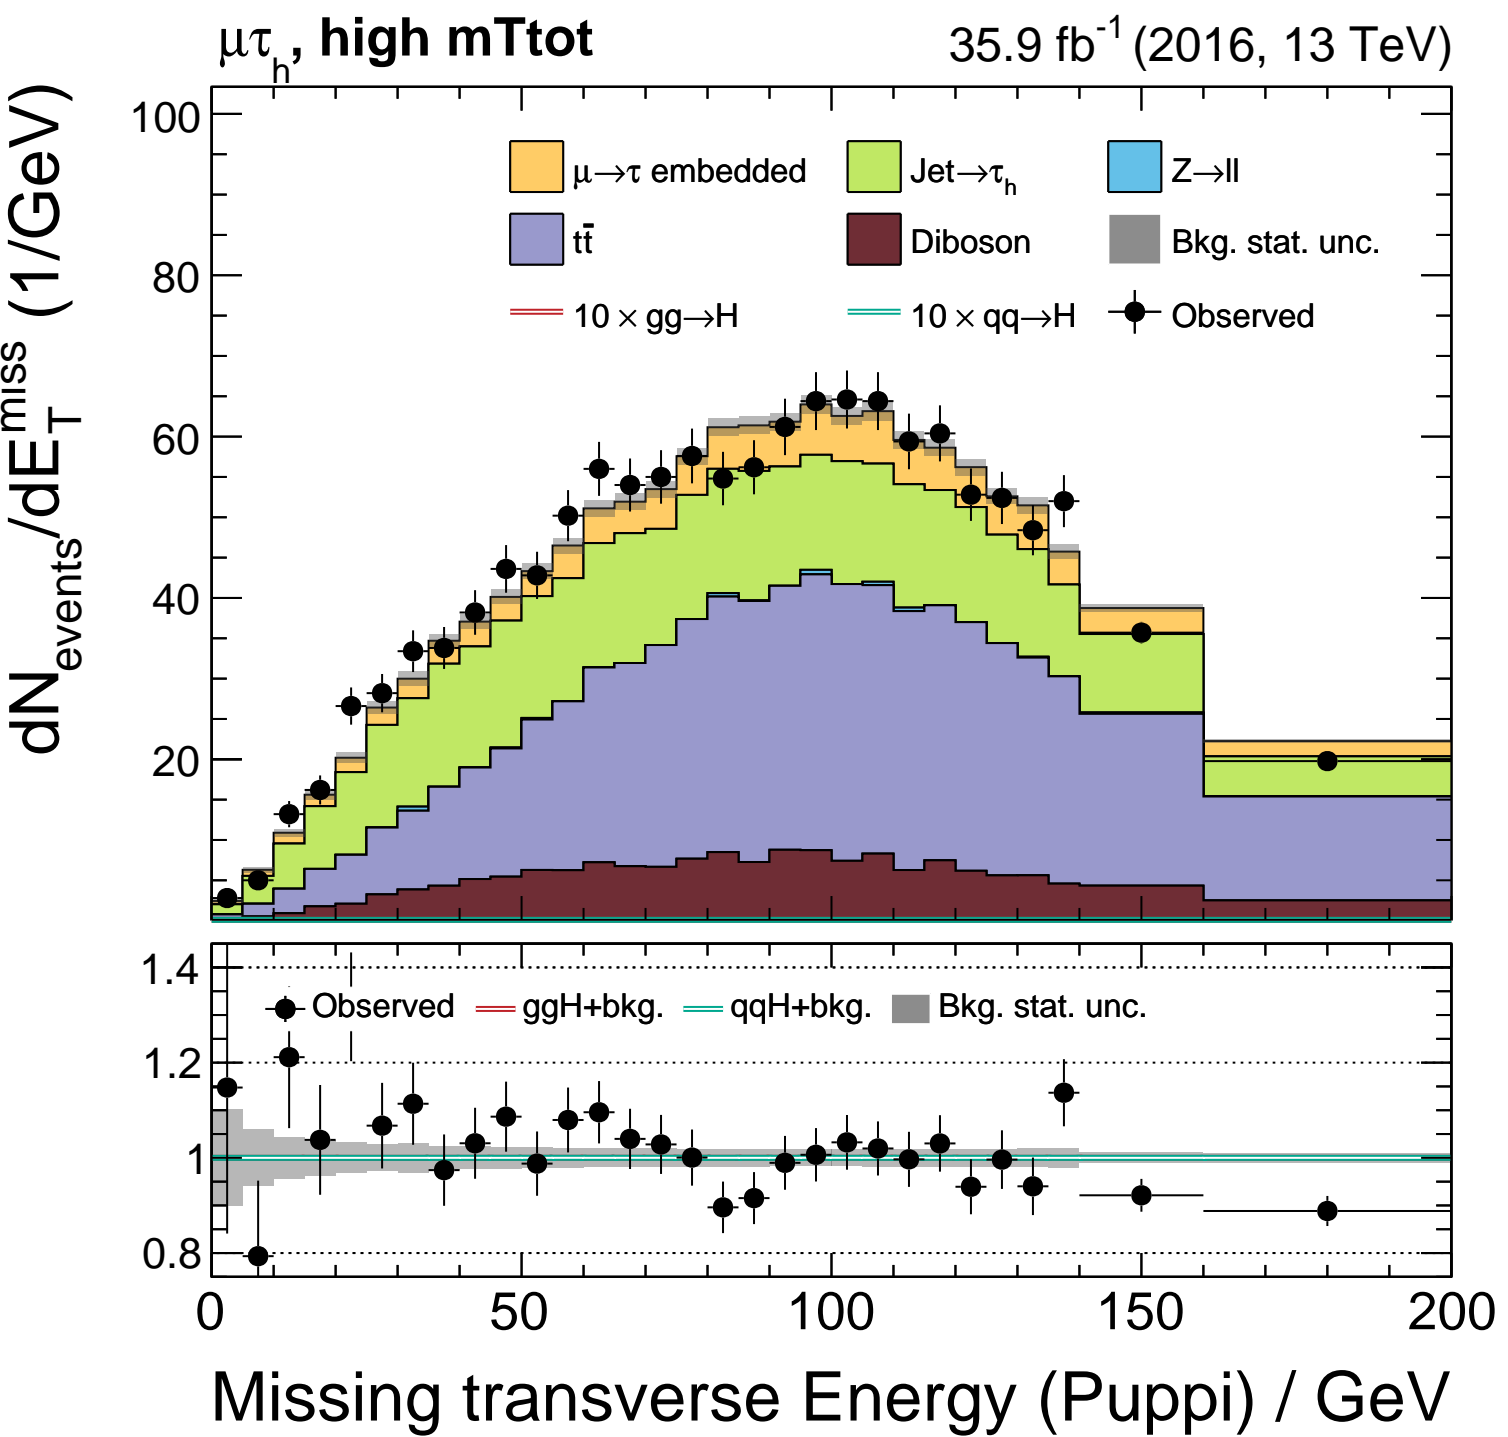 μτh, high mTtot
35.9 fb-1 (2016, 13 TeV)
dNevents/dETmiss (1/GeV)
100
80
60
40
20
μ→τ embedded
Jet→τh
Z→ll
tt̄
Diboson
Bkg. stat. unc.
10 × gg→H
10 × qq→H
Observed
1.4
1.2
1
0.8
Observed
ggH+bkg.
qqH+bkg.
Bkg. stat. unc.
0 50 100 150 200
Missing transverse Energy (Puppi) / GeV